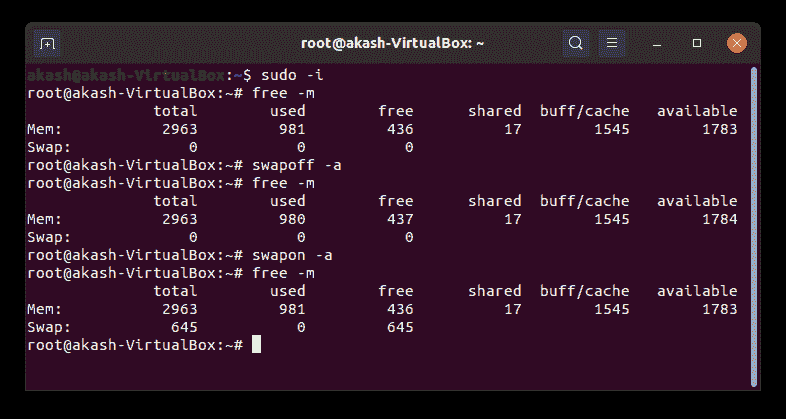 root@akash-VirtualBox: ~
akash@akash-VirtualBox:~$ sudo -i
root@akash-VirtualBox:~# free -m
total used free shared buff/cache available
Mem: 2963 981 436 17 1545 1783
Swap: 0 0 0
root@akash-VirtualBox:~# swapoff -a
root@akash-VirtualBox:~# free -m
total used free shared buff/cache available
Mem: 2963 980 437 17 1545 1784
Swap: 0 0 0
root@akash-VirtualBox:~# swapon -a
root@akash-VirtualBox:~# free -m
total used free shared buff/cache available
Mem: 2963 981 436 17 1545 1783
Swap: 645 0 645
root@akash-VirtualBox:~#